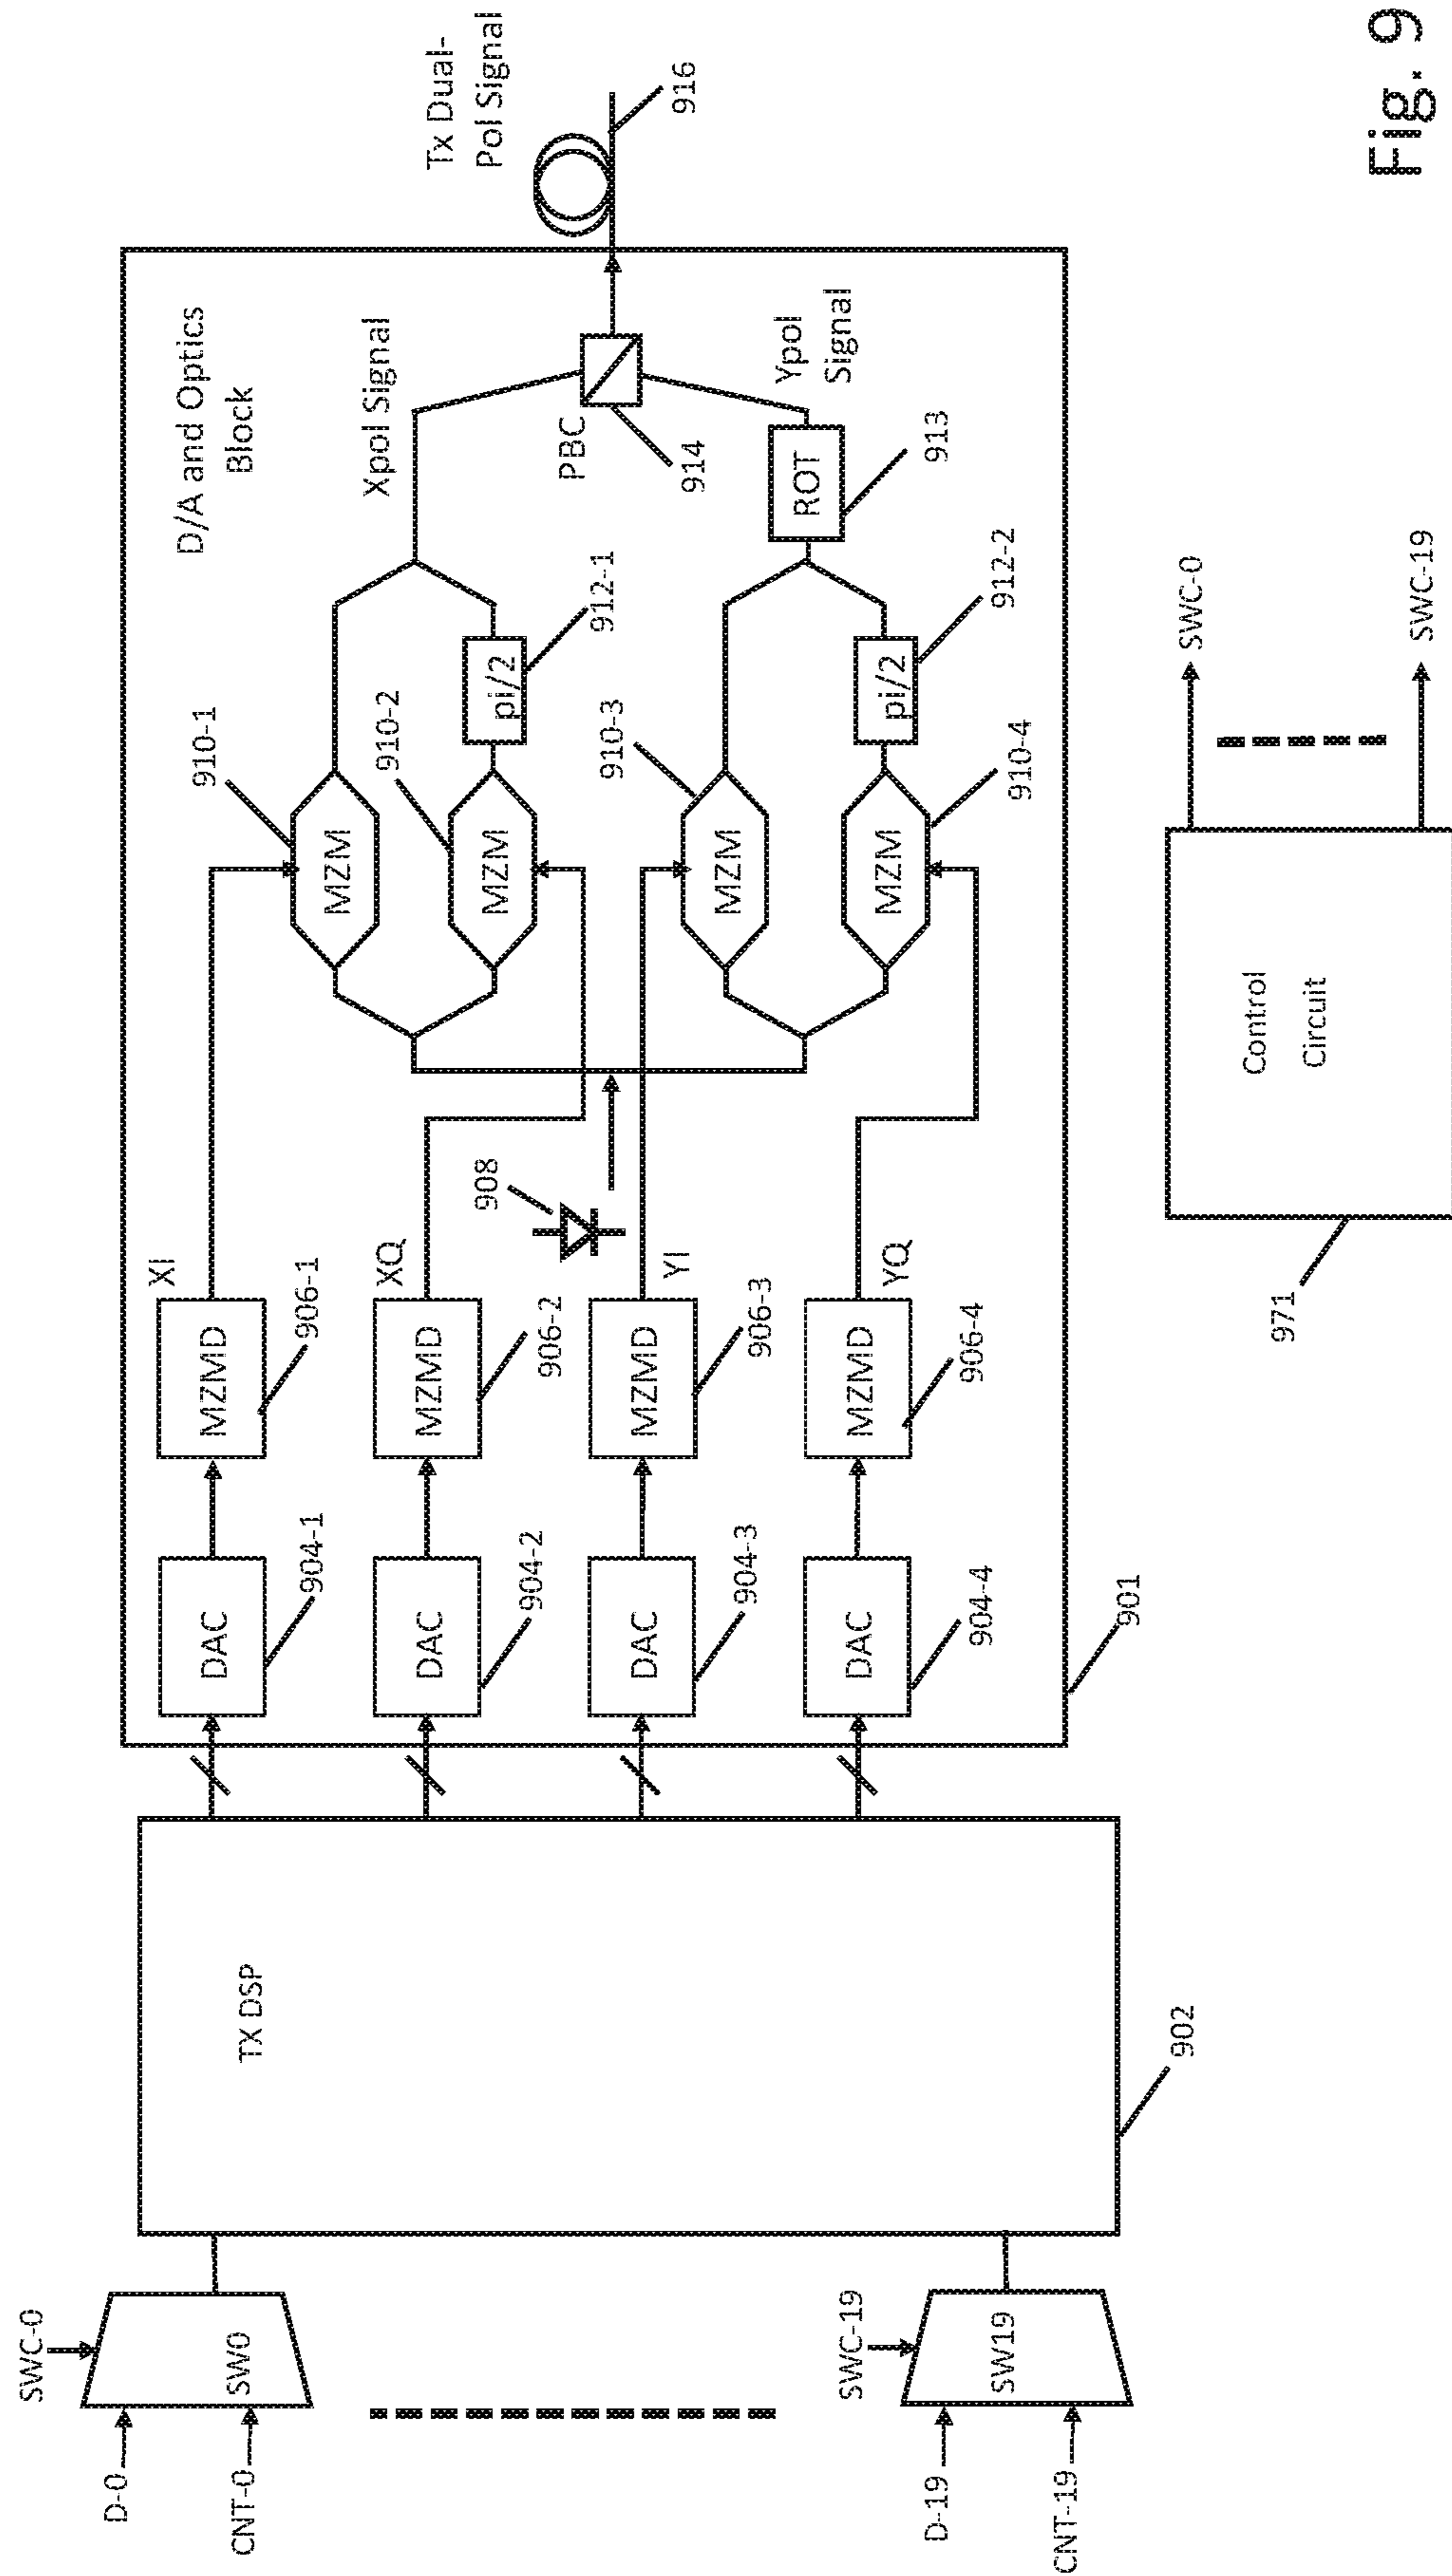 SWC-0
D-0
CNT-0
SW0
SWC-19
D-19
CNT-19
SW19
TX DSP
902
D/A and Optics
Block
DAC
904-1
DAC
904-2
DAC
904-3
DAC
904-4
901
MZMD
XI
906-1
MZMD
XQ
906-2
MZMD
YI
906-3
MZMD
YQ
906-4
908
MZM
910-1
MZM
910-2
MZM
910-3
MZM
910-4
pi/2
912-1
pi/2
912-2
Xpol Signal
ROT
913
Ypol
Signal
PBC
914
Tx Dual-
Pol Signal
916
Control
Circuit
971
SWC-0
SWC-19
Fig. 9